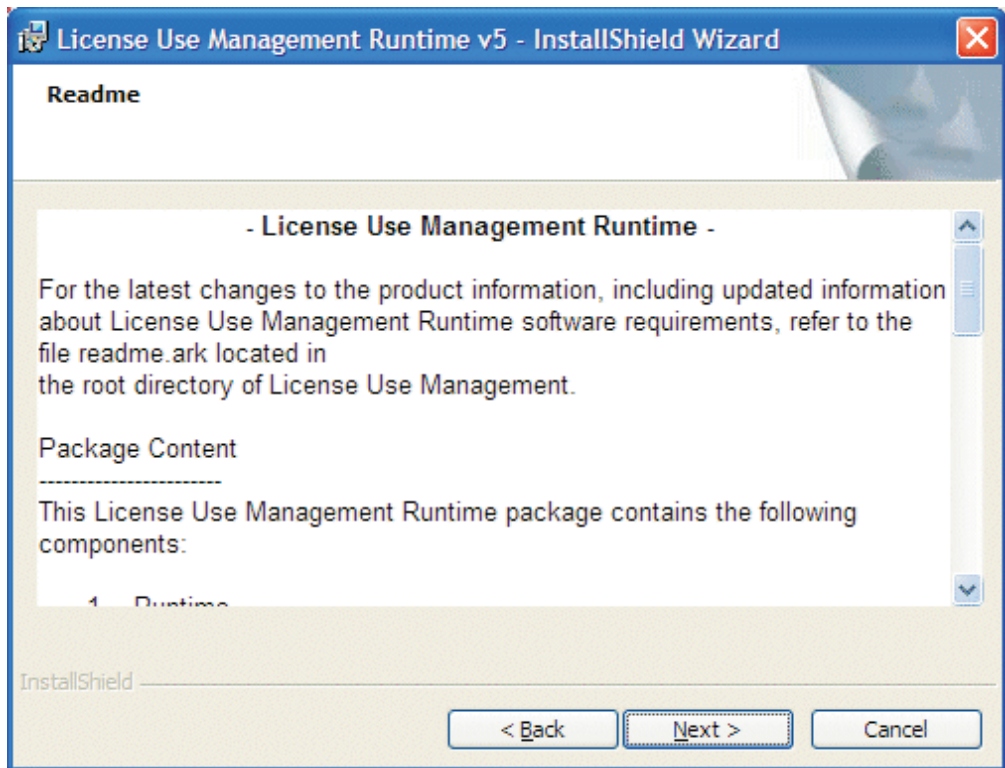 License Use Management Runtime v5 - InstallShield Wizard
Readme
- License Use Management Runtime -
For the latest changes to the product information, including updated information
about License Use Management Runtime software requirements, refer to the
file readme.ark located in
the root directory of License Use Management.
Package Content
-----------------------
This License Use Management Runtime package contains the following
components:
1. Runtime
InstallShield
< Back
Next >
Cancel